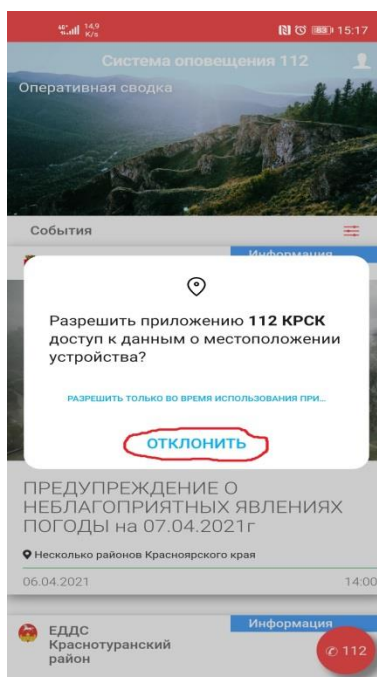 14,9
K/s
83
15:17
Система оповещения 112
Оперативная сводка
События
Информация
Разрешить приложению 112 КРСК
доступ к данным о местоположении
устройства?
РАЗРЕШИТЬ ТОЛЬКО ВО ВРЕМЯ ИСПОЛЬЗОВАНИЯ ПРИ...
ОТКЛОНИТЬ
ПРЕДУПРЕЖДЕНИЕ О
НЕБЛАГОПРИЯТНЫХ ЯВЛЕНИЯХ
ПОГОДЫ на 07.04.2021г
Несколько районов Красноярского края
06.04.2021
14:00
Информация
ЕДДС
Краснотуранский
район
112